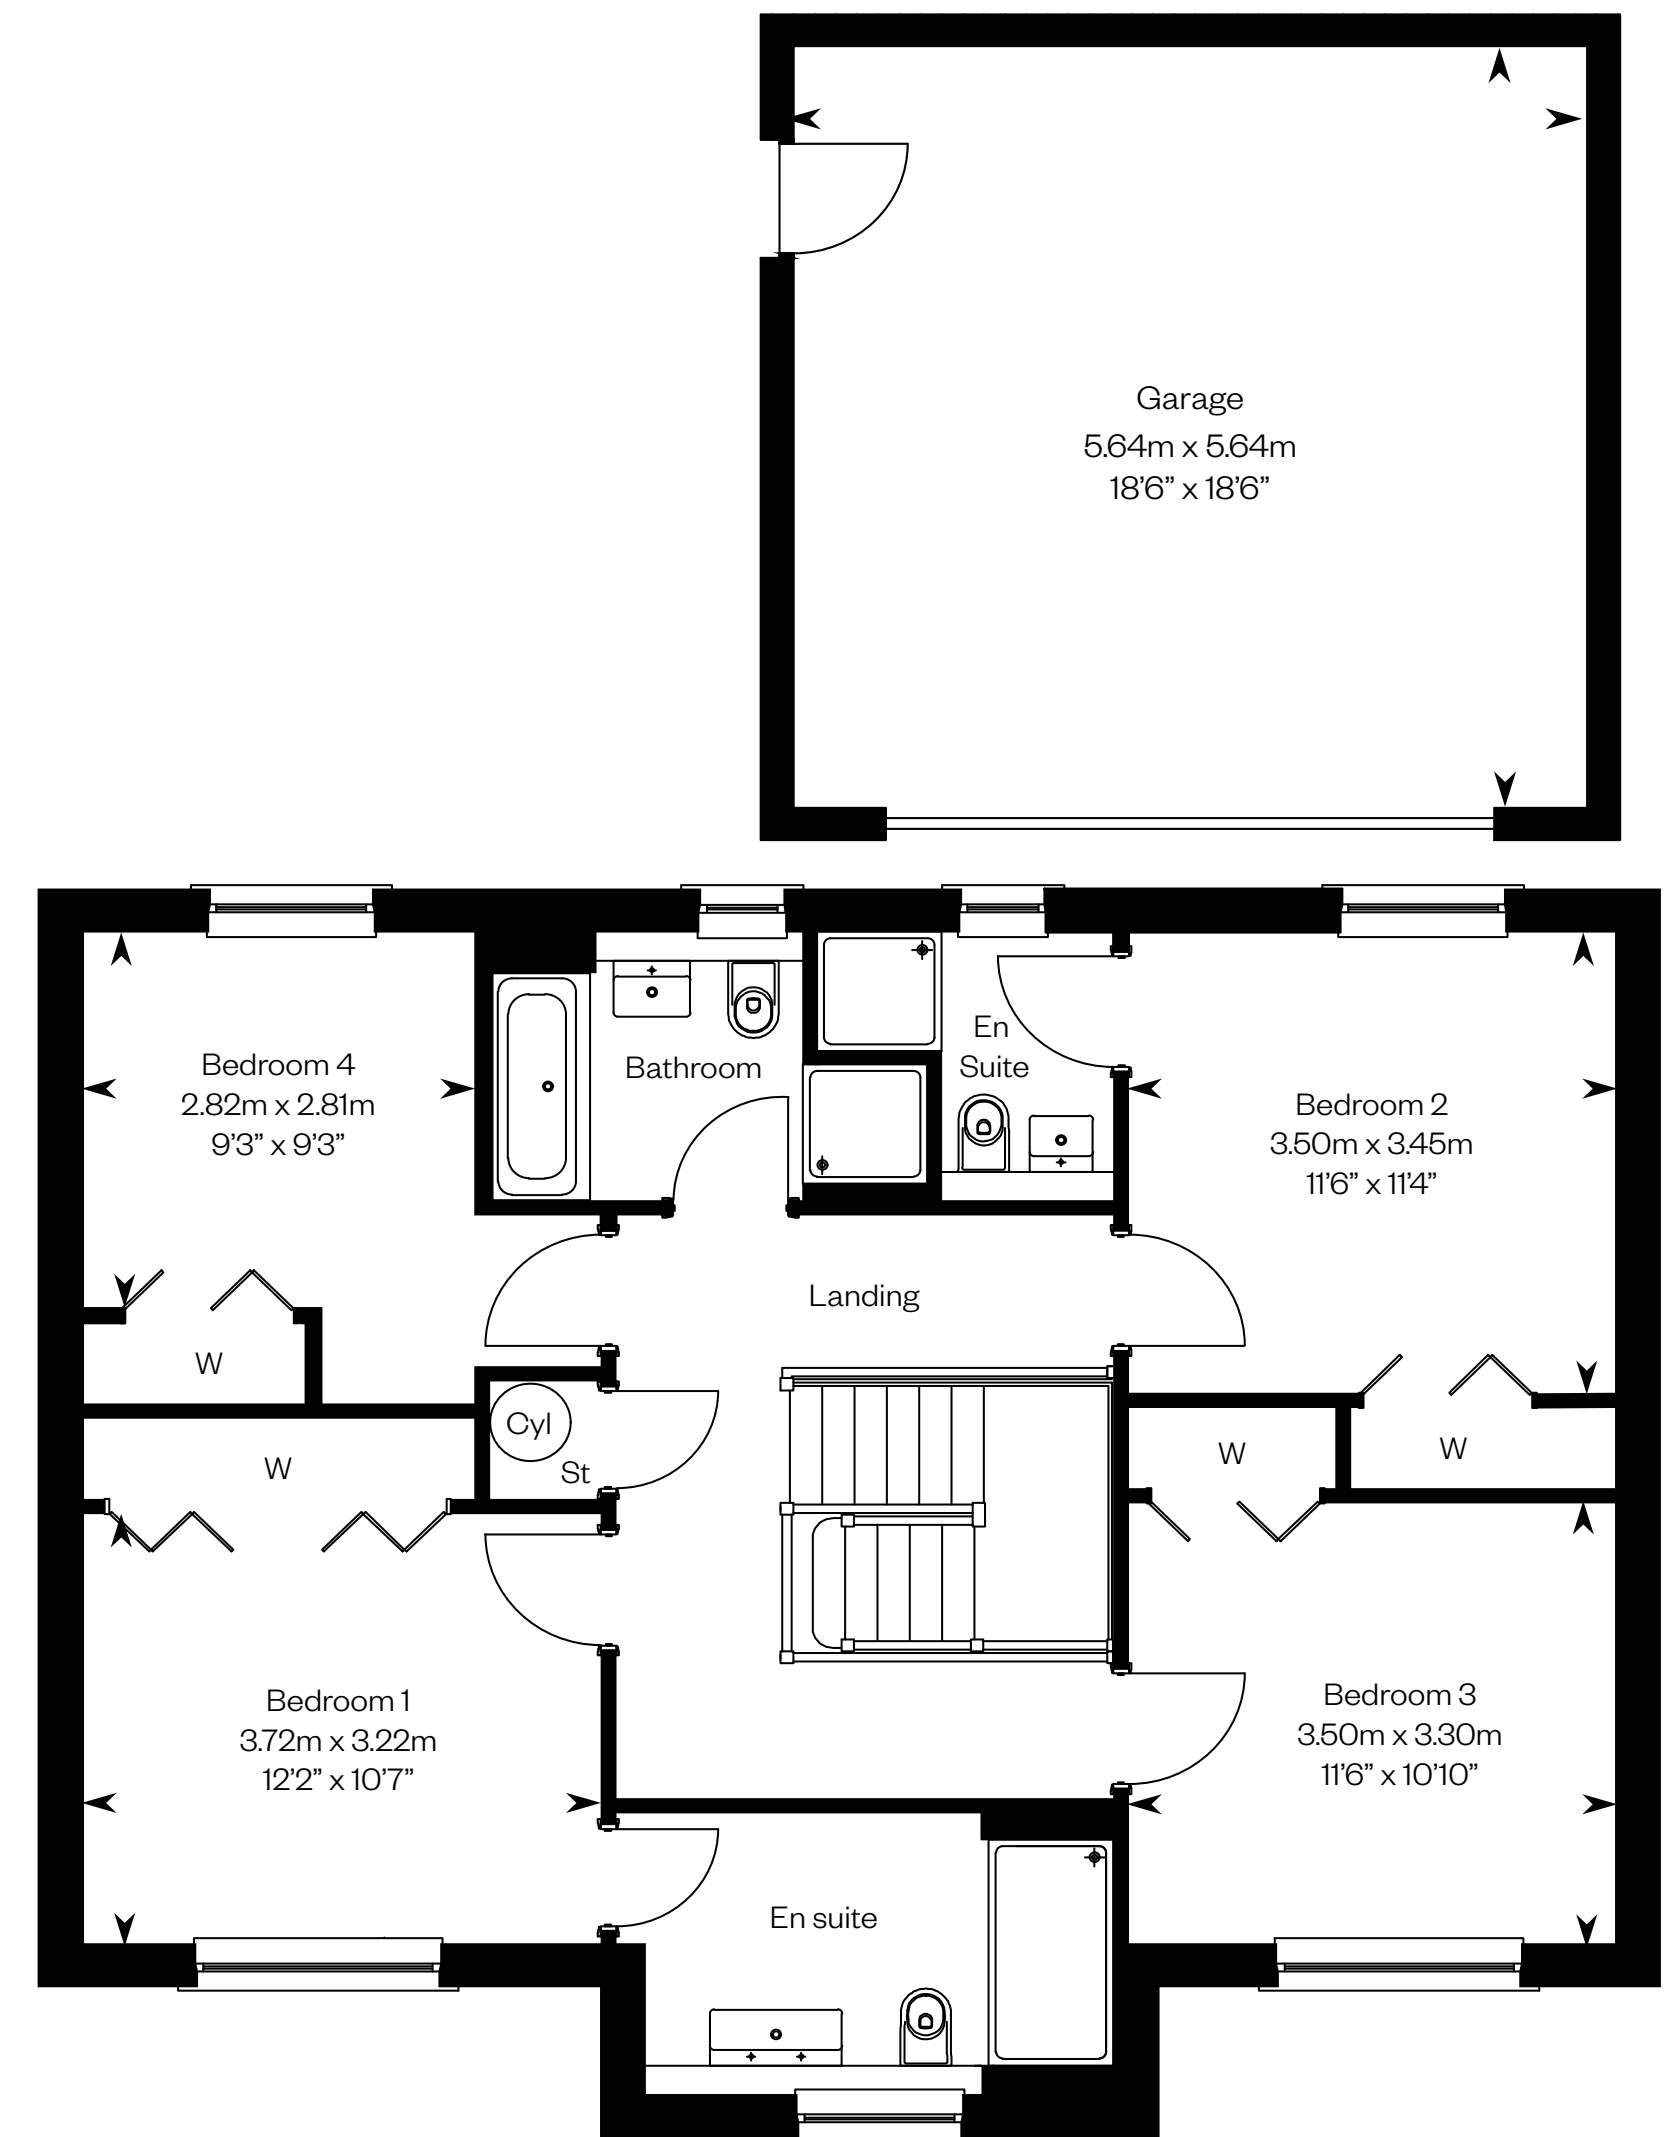 Garage
5.64m x 5.64m
18’6” x 18’6”
Bedroom 4
2.82m x 2.81m
9’3” x 9’3”
Bathroom
En
Suite
Bedroom 2
3.50m x 3.45m
11’6” x 11’4”
Landing
W
Cyl
St
W
W
W
Bedroom 1
3.72m x 3.22m
12’2” x 10’7”
Bedroom 3
3.50m x 3.30m
11’6” x 10’10”
En suite